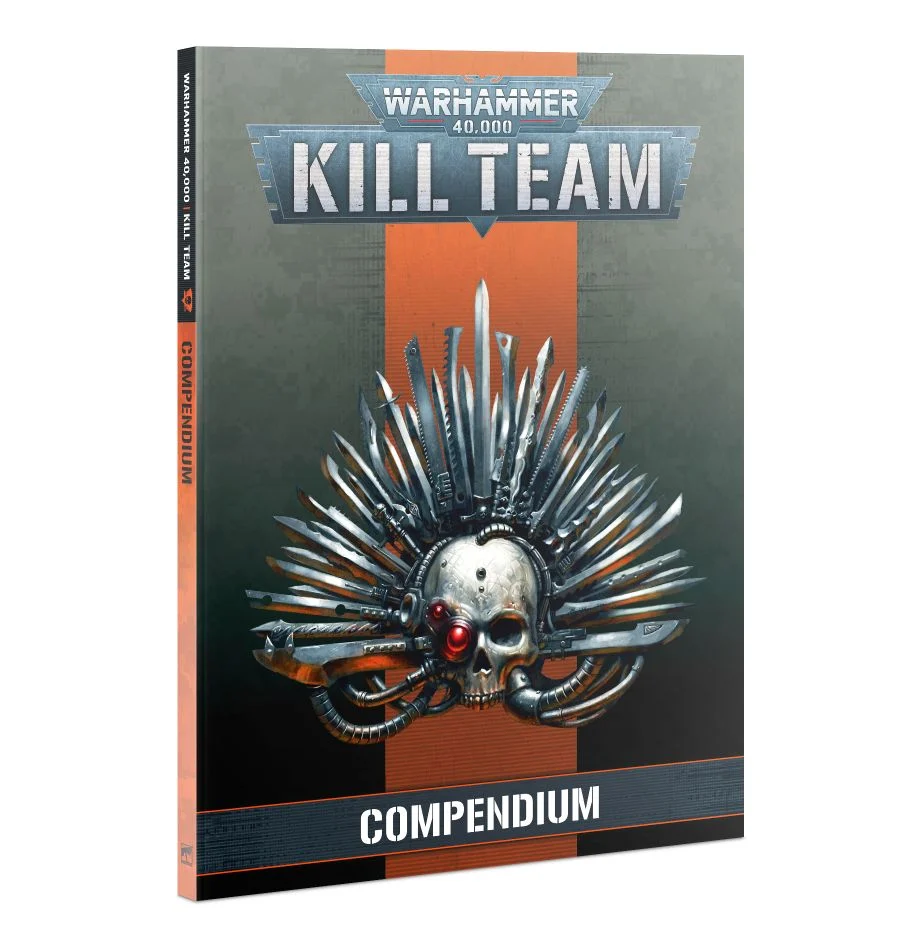 WARHAMMER
40,000
KILL TEAM
COMPENDIUM
WARHAMMER 40,000 | KILL TEAM
COMPENDIUM